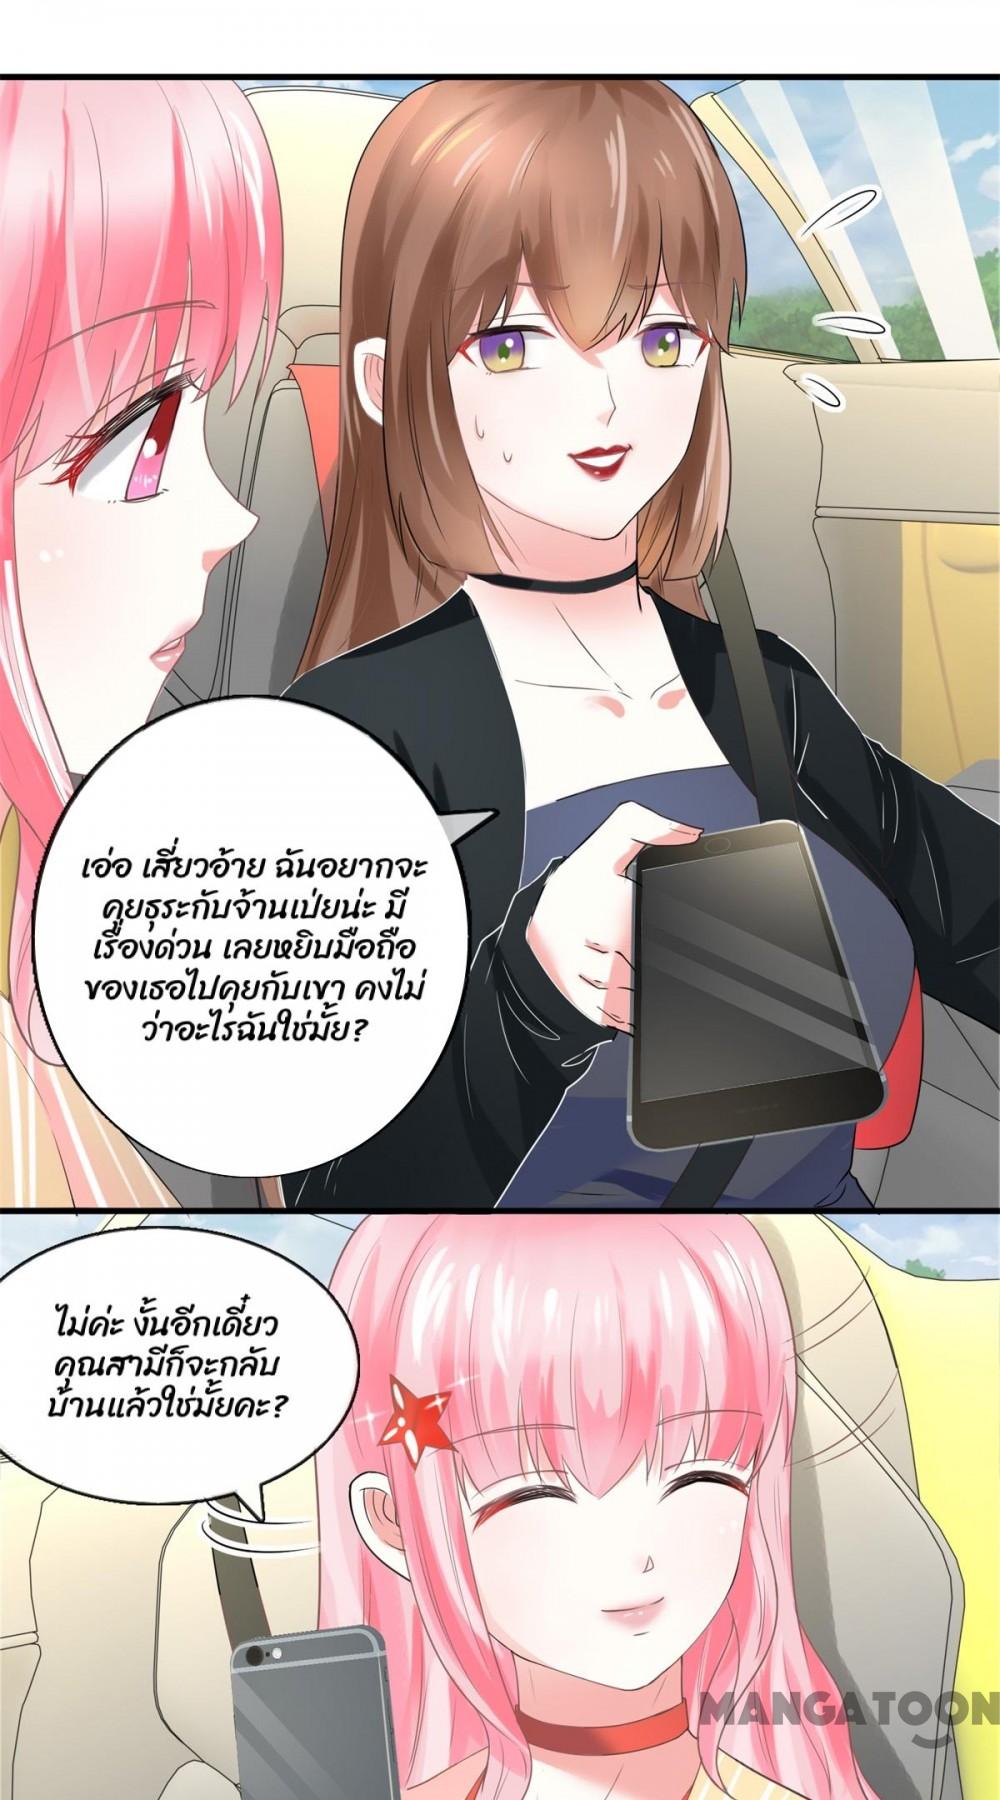 เอ่อ เสี่ยวอ้าย ฉันอยากจะ
คุยธุระกับจ้านเป่ยน่ะ มี
เรื่องด่วน เลยหยิบมือถือ
ของเธอไปคุยกับเขา คงไม่
ว่าอะไรฉันใช่มั้ย?
ไม่ค่ะ งั้นอีกเดี๋ยว
คุณสามีก็จะกลับ
บ้านแล้วใช่มั้ยคะ?
MANGATOON